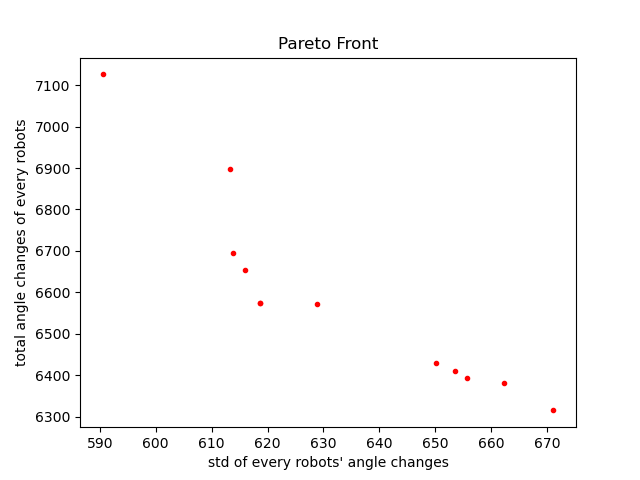 Pareto Front
total angle changes of every robots
7100
7000
6900
6800
6700
6600
6500
6400
6300
590 600 610 620 630 640 650 660 670
std of every robots' angle changes